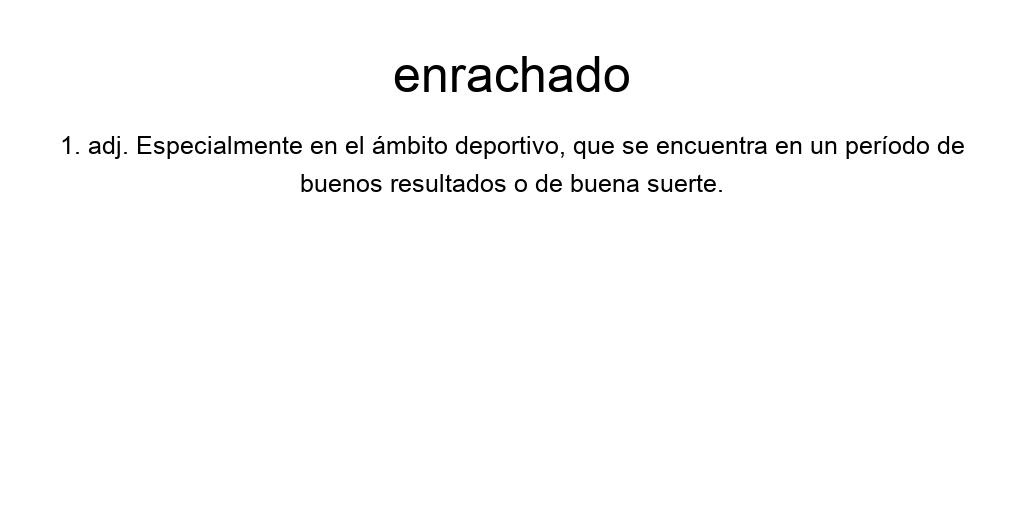 enrachado
1. adj. Especialmente en el ámbito deportivo, que se encuentra en un período de
buenos resultados o de buena suerte.